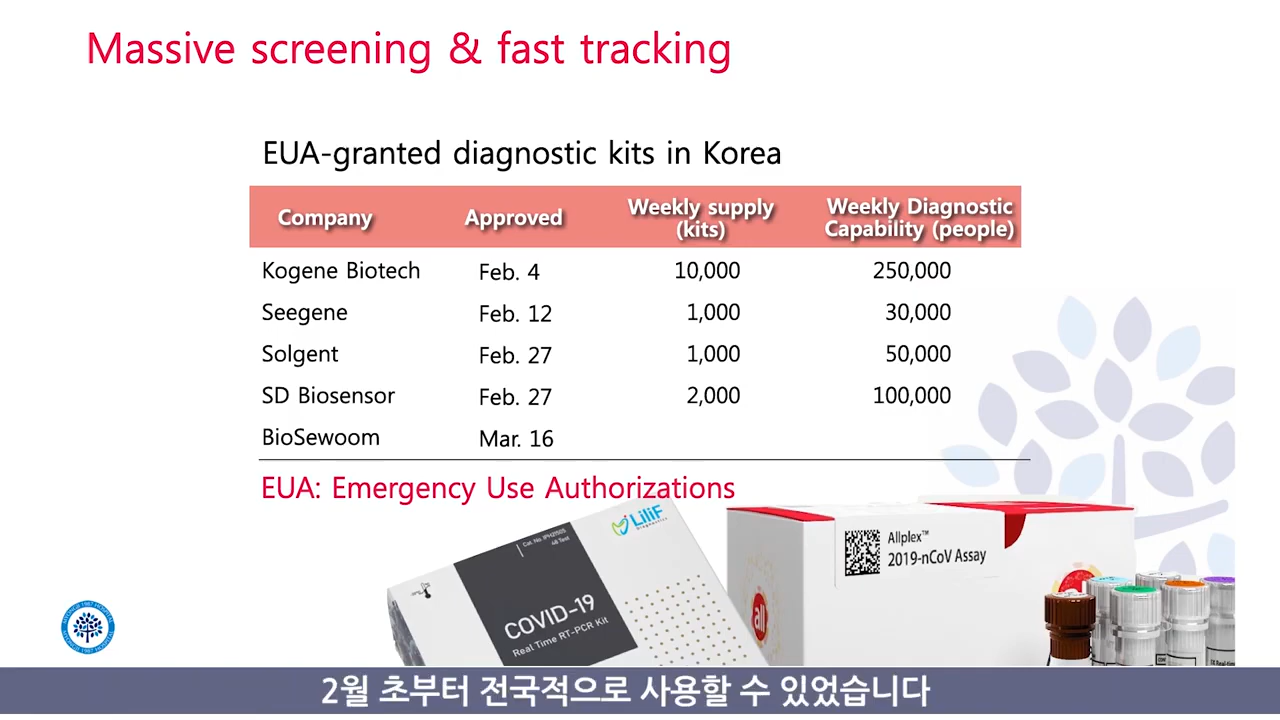 Massive screening & fast tracking
EUA-granted diagnostic kits in Korea
Company Approved Weekly supply (kits) Weekly Diagnostic Capability (people)
Kogene Biotech Feb. 4 10,000 250,000
Seegene Feb. 12 1,000 30,000
Solgent Feb. 27 1,000 50,000
SD Biosensor Feb. 27 2,000 100,000
BioSewoom Mar. 16
EUA: Emergency Use Authorizations
LiliF
Diagnostics
48 Test
COVID-19
Real Time RT-PCR Kit
Allplex™
2019-nCoV Assay
all
2월 초부터 전국적으로 사용할 수 있었습니다